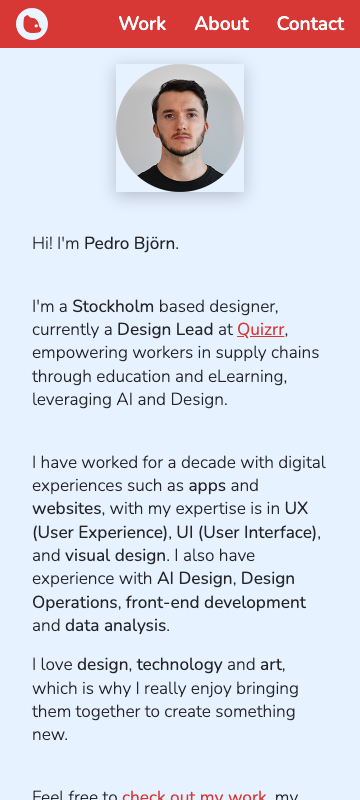 Work About Contact
Hi! I'm Pedro Björn.
I'm a Stockholm based designer,
currently a Design Lead at Quizrr,
empowering workers in supply chains
through education and eLearning,
leveraging AI and Design.
I have worked for a decade with digital
experiences such as apps and
websites, with my expertise is in UX
(User Experience), UI (User Interface),
and visual design. I also have
experience with AI Design, Design
Operations, front-end development
and data analysis.
I love design, technology and art,
which is why I really enjoy bringing
them together to create something
new.
Feel free to check out my work, my